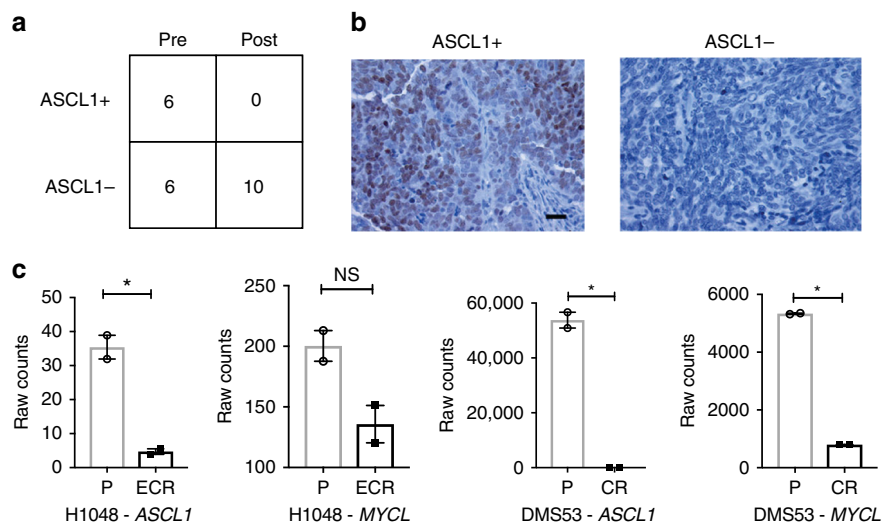 a
Pre Post
ASCL1+ 6 0
ASCL1– 6 10
b
ASCL1+ ASCL1–
c
*
50
40
30
20
10
0
Raw counts
P ECR
H1048 - ASCL1
NS
250
200
150
100
Raw counts
P ECR
H1048 - MYCL
*
60,000
40,000
20,000
0
Raw counts
P CR
DMS53 - ASCL1
*
6000
4000
2000
0
Raw counts
P CR
DMS53 - MYCL